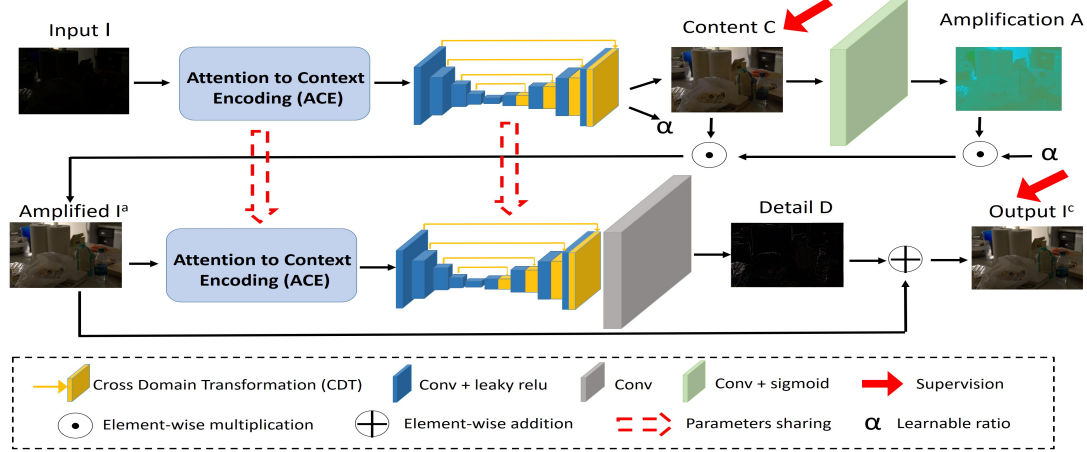 Input I
Content C
Amplification A
Attention to Context
Encoding (ACE)
α
α
Amplified Iᵃ
Detail D
Output Iᶜ
Attention to Context
Encoding (ACE)
Cross Domain Transformation (CDT)
Conv + leaky relu
Conv
Conv + sigmoid
Supervision
Element-wise multiplication
Element-wise addition
Parameters sharing
α Learnable ratio